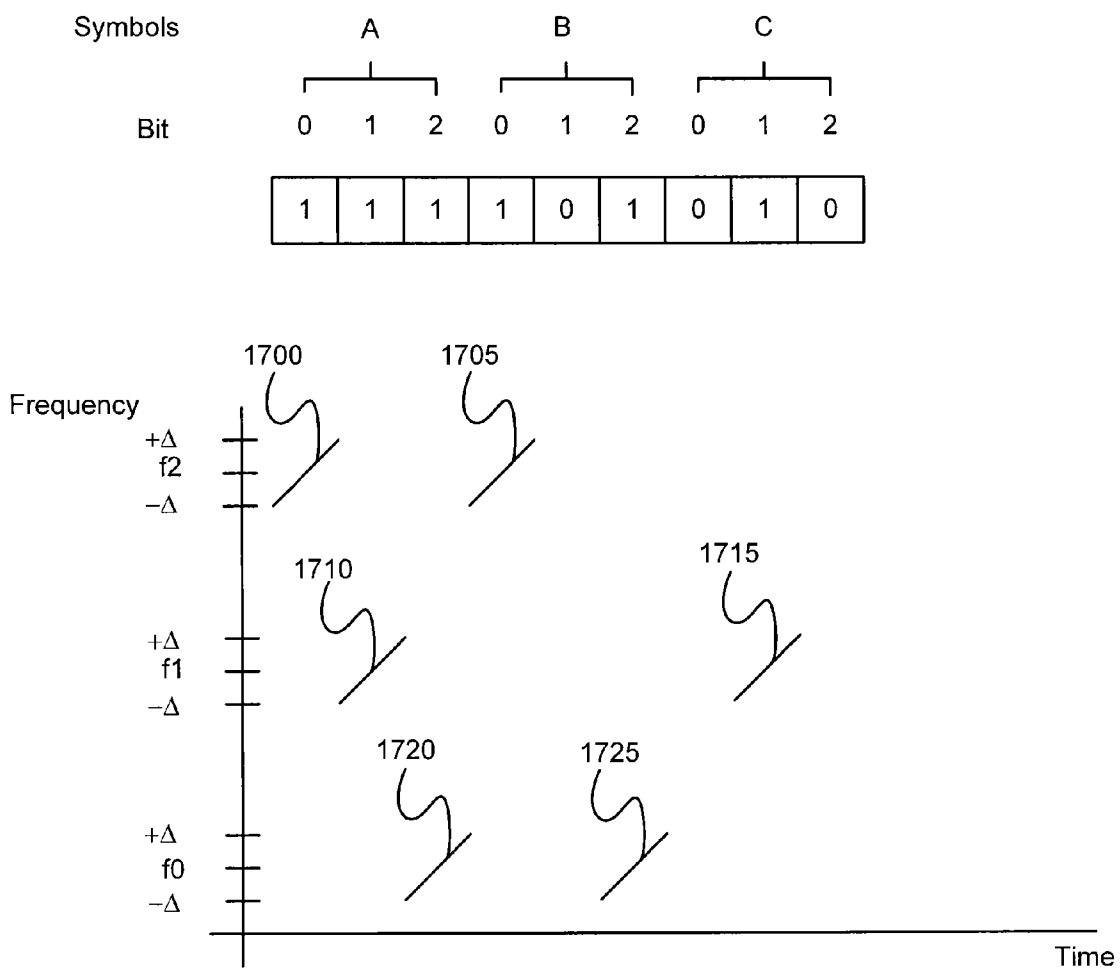 Symbols A B C
Bit 0 1 2 0 1 2 0 1 2
1 1 1 1 0 1 0 1 0
1700 1705
Frequency
+Δ
f2
−Δ
1710 1715
+Δ
f1
−Δ
1720 1725
+Δ
f0
−Δ
Time